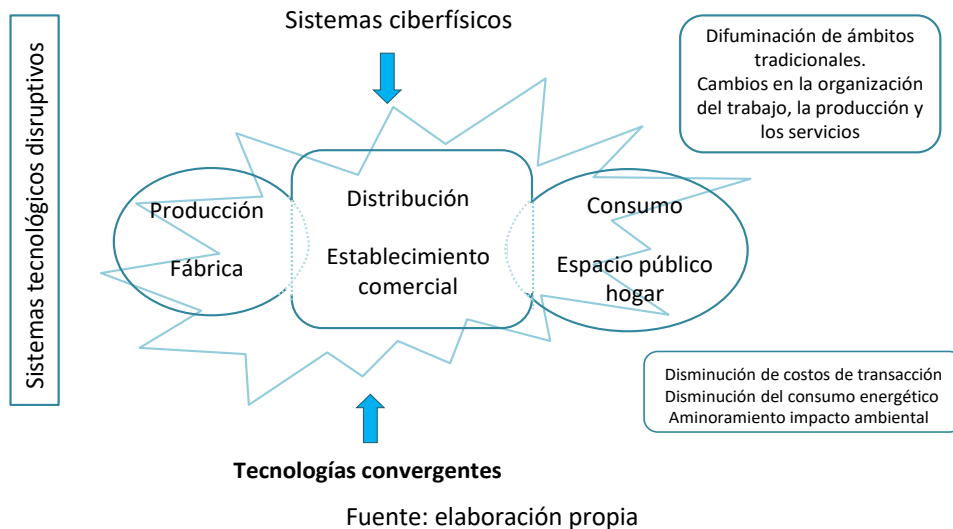 Sistemas tecnológicos disruptivos
Sistemas ciberfísicos
Difuminación de ámbitos
tradicionales.
Cambios en la organización
del trabajo, la producción y
los servicios
Producción
Fábrica
Distribución
Establecimiento
comercial
Consumo
Espacio público
hogar
Disminución de costos de transacción
Disminución del consumo energético
Aminoramiento impacto ambiental
Tecnologías convergentes
Fuente: elaboración propia